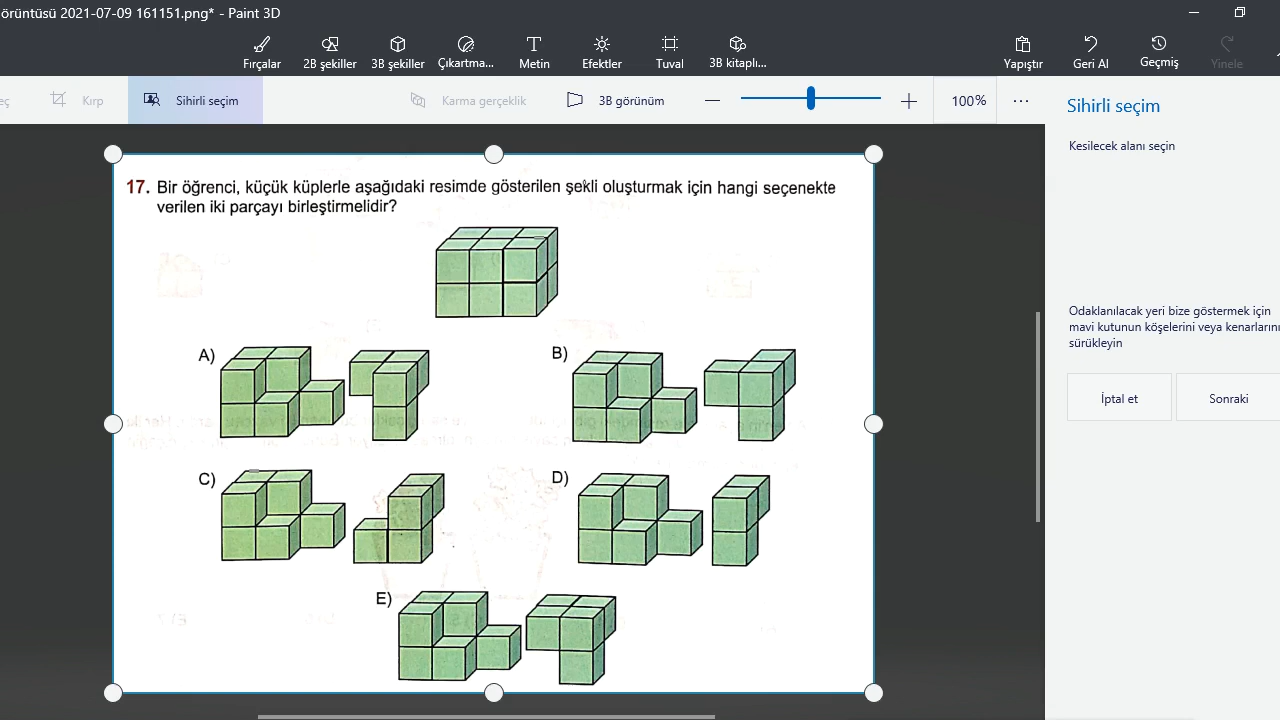 örüntüsü 2021-07-09 161151.png* - Paint 3D
Fırçalar
2B şekiller
3B şekiller
Çıkartma...
Metin
Efektler
Tuval
3B kitaplı...
Yapıştır
Geri Al
Geçmiş
Yinele
eç
Kırp
Sihirli seçim
Karma gerçeklik
3B görünüm
100%
Sihirli seçim
Kesilecek alanı seçin
17. Bir öğrenci, küçük küplerle aşağıdaki resimde gösterilen şekli oluşturmak için hangi seçenekte
verilen iki parçayı birleştirmelidir?
A)
B)
C)
D)
E)
Odaklanılacak yeri bize göstermek için
mavi kutunun köşelerini veya kenarlarını
sürükleyin
İptal et
Sonraki